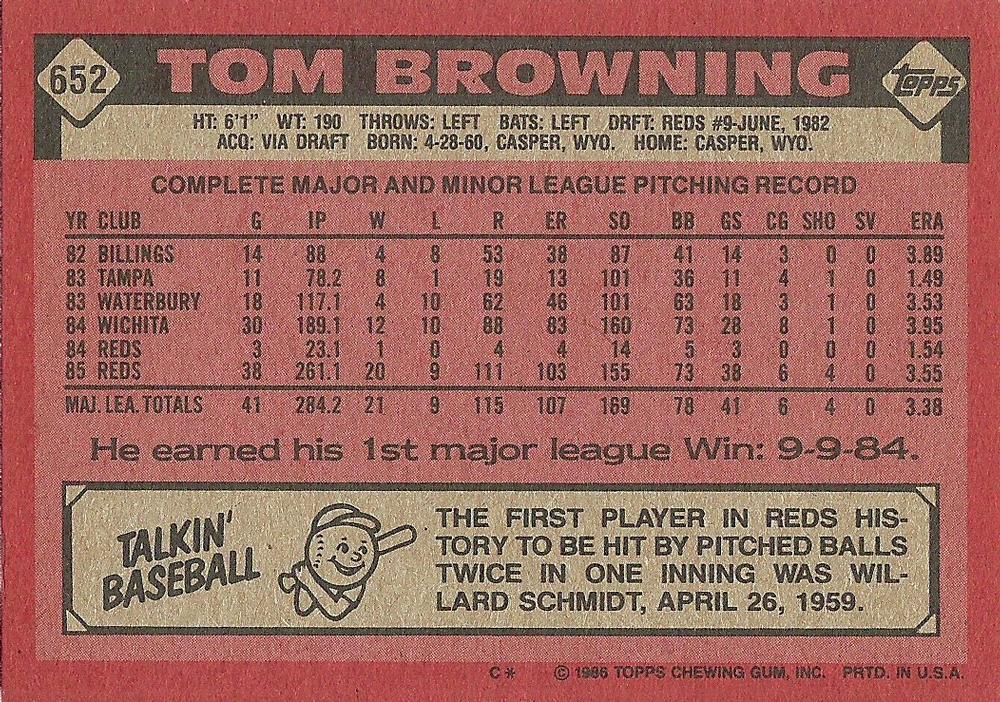 652 TOM BROWNING Topps
HT: 6'1" WT: 190 THROWS: LEFT BATS: LEFT DRFT: REDS #9-JUNE, 1982
ACQ: VIA DRAFT BORN: 4-28-60, CASPER, WYO. HOME: CASPER, WYO.
COMPLETE MAJOR AND MINOR LEAGUE PITCHING RECORD
YR CLUB G IP W L R ER SO BB GS CG SHO SV ERA
82 BILLINGS 14 88 4 8 53 38 87 41 14 3 0 0 3.89
83 TAMPA 11 78.2 8 1 19 13 101 36 11 4 1 0 1.49
83 WATERBURY 18 117.1 4 10 62 46 101 63 18 3 1 0 3.53
84 WICHITA 30 189.1 12 10 88 83 160 73 28 8 1 0 3.95
84 REDS 3 23.1 1 0 4 4 14 5 3 0 0 0 1.54
85 REDS 38 261.1 20 9 111 103 155 73 38 6 4 0 3.55
MAJ. LEA. TOTALS 41 284.2 21 9 115 107 169 78 41 6 4 0 3.38
He earned his 1st major league Win: 9-9-84.
TALKIN'
BASEBALL
THE FIRST PLAYER IN REDS HIS-
TORY TO BE HIT BY PITCHED BALLS
TWICE IN ONE INNING WAS WIL-
LARD SCHMIDT, APRIL 26, 1959.
C* © 1986 TOPPS CHEWING GUM, INC. PRTD. IN U.S.A.